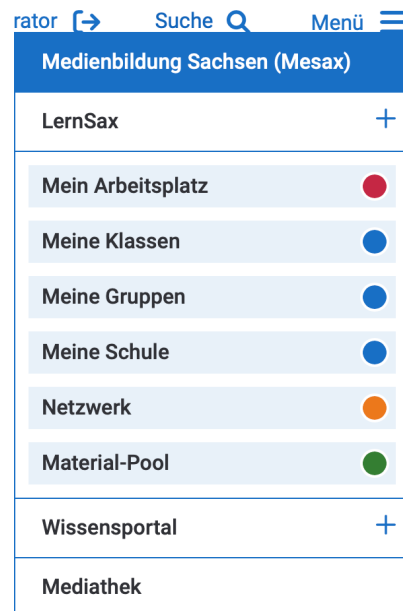 rator Suche Menü
Medienbildung Sachsen (Mesax)
LernSax
Mein Arbeitsplatz
Meine Klassen
Meine Gruppen
Meine Schule
Netzwerk
Material-Pool
Wissensportal
Mediathek